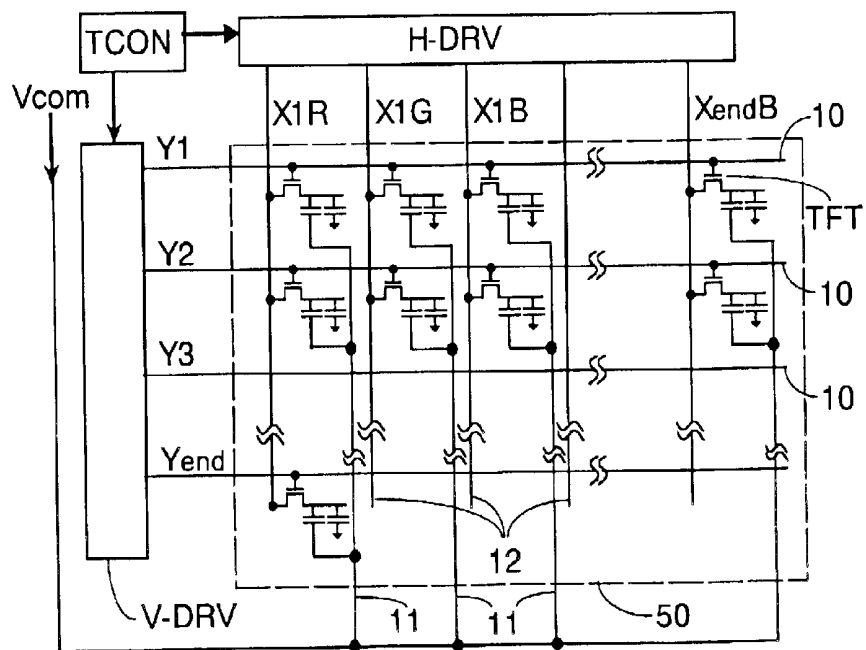 TCON
H-DRV
Vcom
X1R
X1G
X1B
XendB
10
Y1
TFT
Y2
10
Y3
10
Yend
12
V-DRV
11
11
50